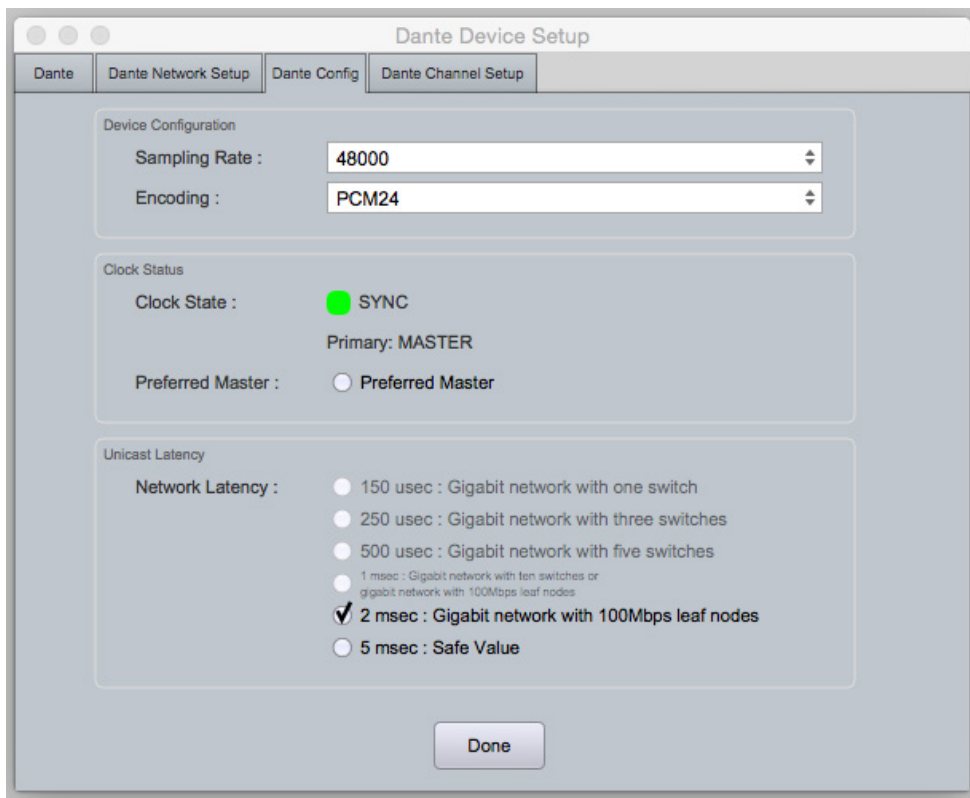 Dante Device Setup
Dante Dante Network Setup Dante Config Dante Channel Setup
Device Configuration
Sampling Rate : 48000
Encoding : PCM24
Clock Status
Clock State : SYNC
Primary: MASTER
Preferred Master : Preferred Master
Unicast Latency
Network Latency : 150 usec : Gigabit network with one switch
250 usec : Gigabit network with three switches
500 usec : Gigabit network with five switches
1 msec : Gigabit network with ten switches or
gigabit network with 100Mbps leaf nodes
2 msec : Gigabit network with 100Mbps leaf nodes
5 msec : Safe Value
Done